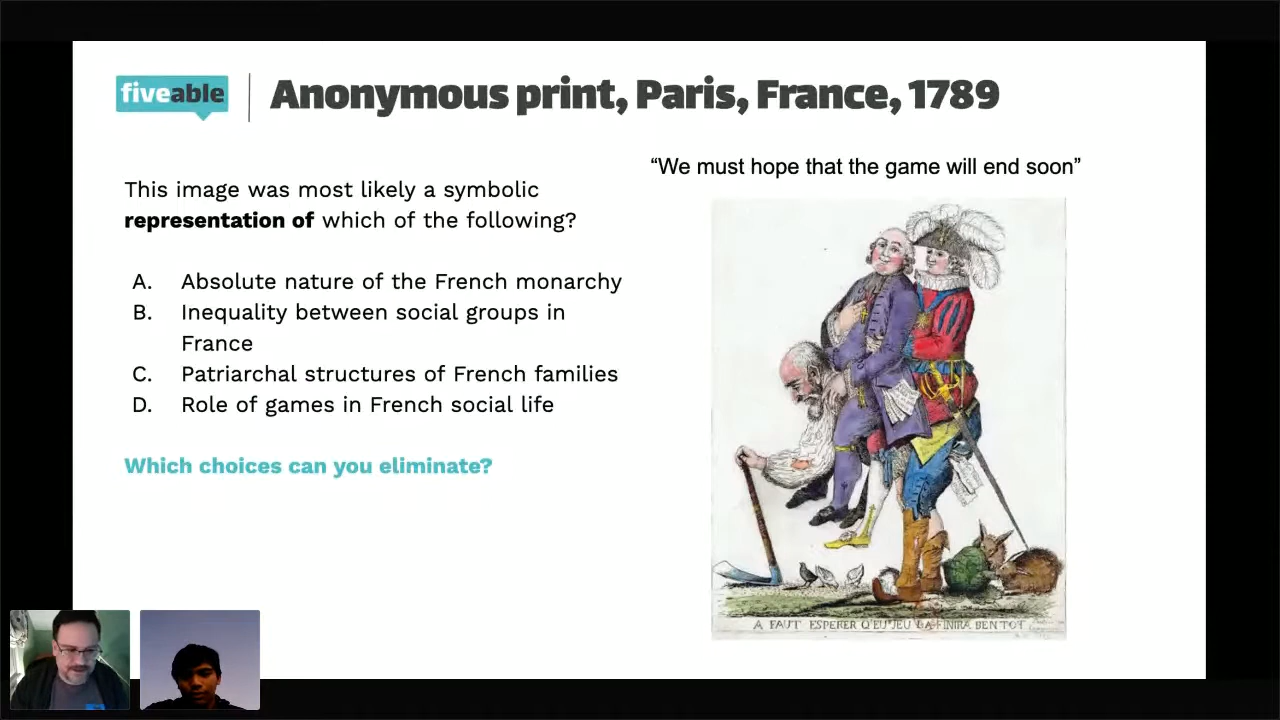 fiveable
Anonymous print, Paris, France, 1789
"We must hope that the game will end soon"
This image was most likely a symbolic
representation of which of the following?
A. Absolute nature of the French monarchy
B. Inequality between social groups in
France
C. Patriarchal structures of French families
D. Role of games in French social life
Which choices can you eliminate?
A FAUT ESPERER Q'EU
JEU LA FINIRA BEN TOT